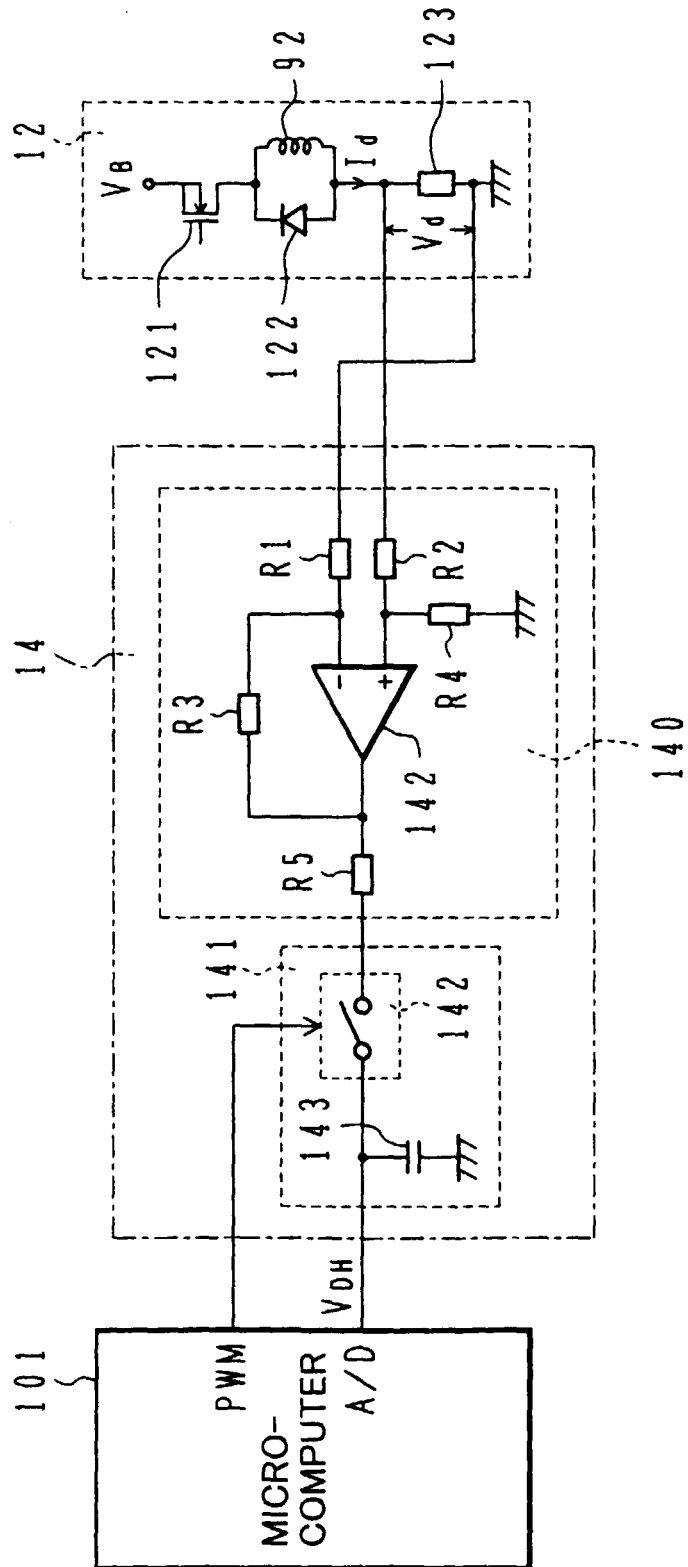 101
MICRO-
COMPUTER
PWM
A/D
VDH
14
141
142
143
R5
R3
142
R1
R2
R4
140
12
VB
121
122
92
Id
Vd
123
-
+